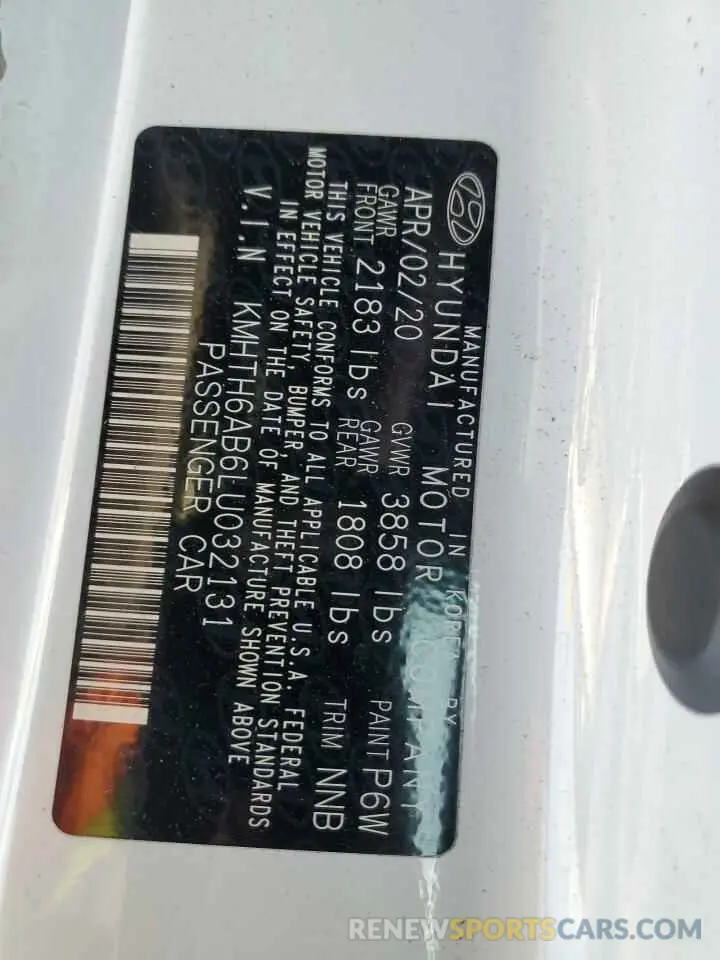 MANUFACTURED IN KOREA BY
HYUNDAI MOTOR COMPANY
APR/02/20 GVWR 3858 lbs PAINT P6W
GAWR FRONT 2183 lbs GAWR REAR 1808 lbs TRIM NNB
THIS VEHICLE CONFORMS TO ALL APPLICABLE U.S.A. FEDERAL
MOTOR VEHICLE SAFETY, BUMPER, AND THEFT PREVENTION STANDARDS
IN EFFECT ON THE DATE OF MANUFACTURE SHOWN ABOVE
V.I.N KMHTH6AB6LU032131
PASSENGER CAR
RENEWSPORTSCARS.COM